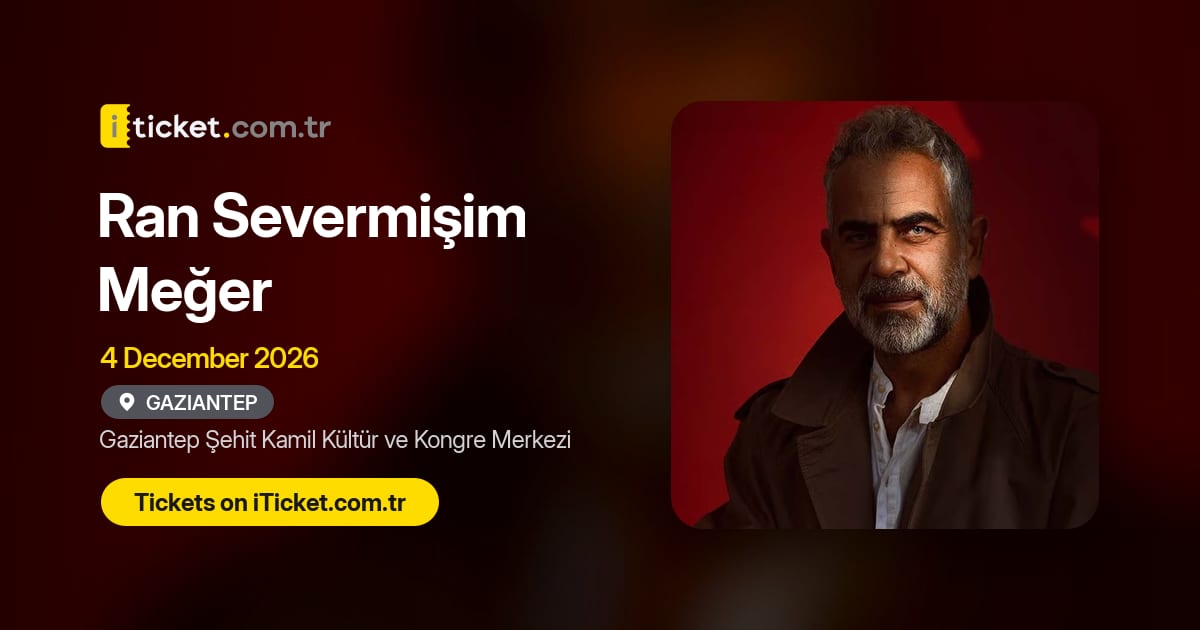 iticket.com.tr
Ran Severmişim
Meğer
4 December 2026
GAZIANTEP
Gaziantep Şehit Kamil Kültür ve Kongre Merkezi
Tickets on iTicket.com.tr